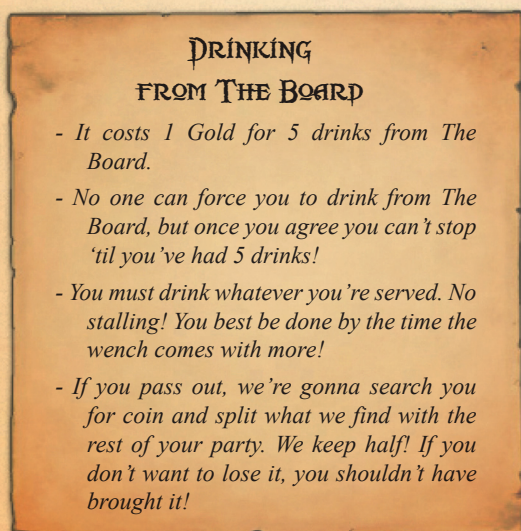 Drinking
from The Board
- It costs 1 Gold for 5 drinks from The
Board.
- No one can force you to drink from The
Board, but once you agree you can't stop
'til you've had 5 drinks!
- You must drink whatever you're served. No
stalling! You best be done by the time the
wench comes with more!
- If you pass out, we're gonna search you
for coin and split what we find with the
rest of your party. We keep half! If you
don't want to lose it, you shouldn't have
brought it!